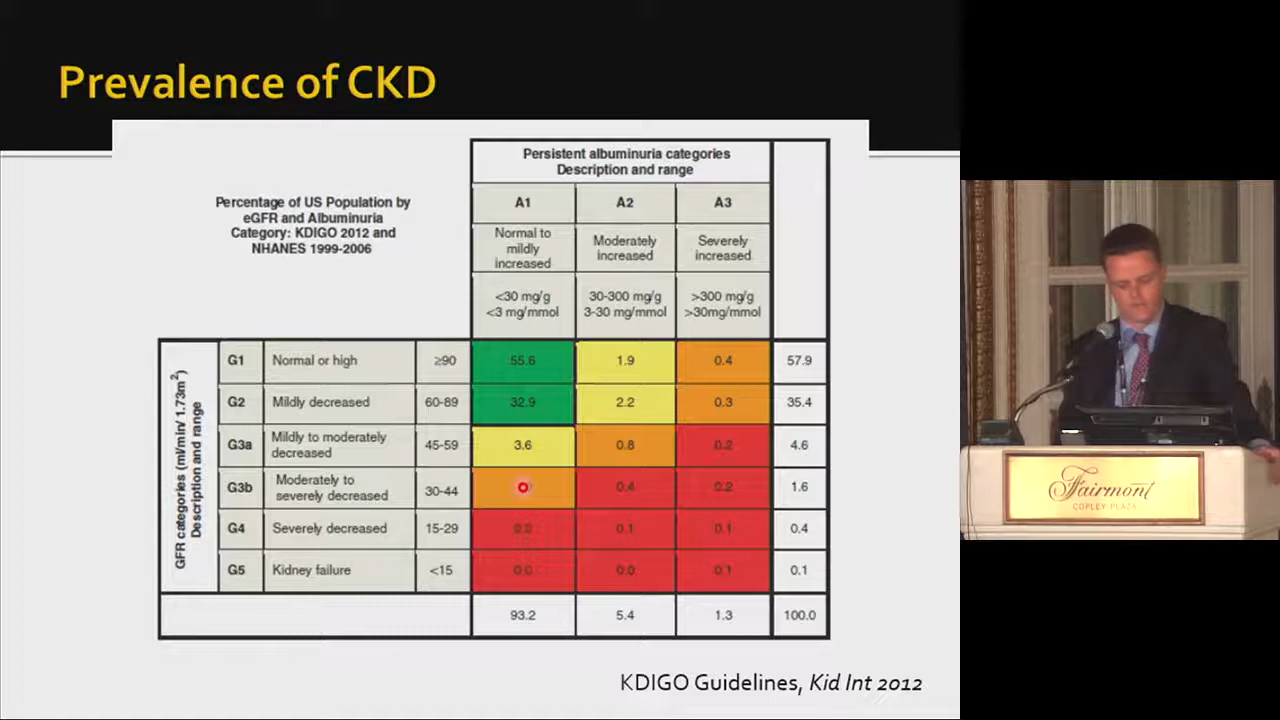 Prevalence of CKD
Percentage of US Population by
eGFR and Albuminuria
Category: KDIGO 2012 and
NHANES 1999-2006
Persistent albuminuria categories
Description and range
A1 A2 A3
Normal to
mildly
increased
Moderately
increased
Severely
increased
<30 mg/g
<3 mg/mmol
30-300 mg/g
3-30 mg/mmol
>300 mg/g
>30mg/mmol
GFR categories (ml/min/ 1.73m²)
Description and range
G1 Normal or high ≥90 55.6 1.9 0.4 57.9
G2 Mildly decreased 60-89 32.9 2.2 0.3 35.4
G3a Mildly to moderately
decreased 45-59 3.6 0.8 0.2 4.6
G3b Moderately to
severely decreased 30-44 0.4 0.2 1.6
G4 Severely decreased 15-29 0.2 0.1 0.1 0.4
G5 Kidney failure <15 0.0 0.0 0.1 0.1
93.2 5.4 1.3 100.0
KDIGO Guidelines, Kid Int 2012
Fairmont
COPLEY PLAZA